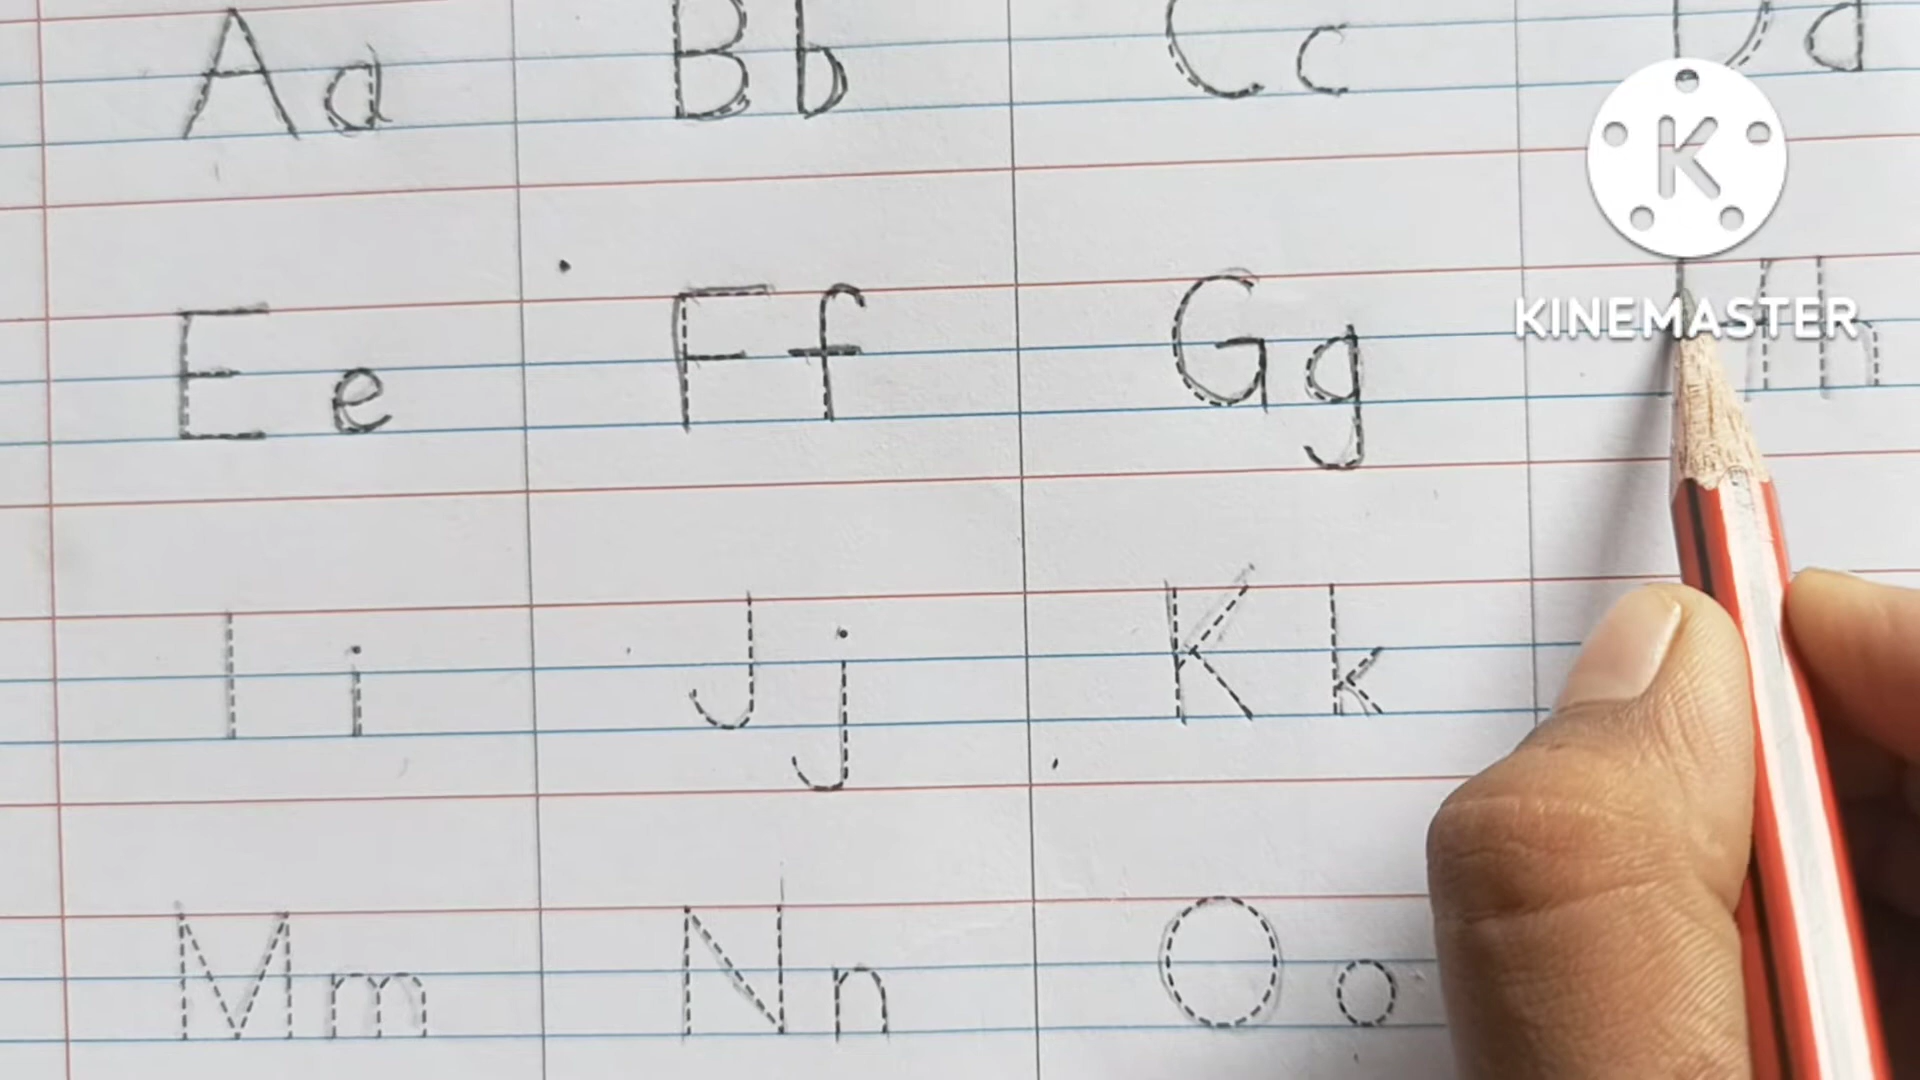 Aa Bb Cc Dd
Ee Ff Gg Hh
Ii Jj Kk
Mm Nn Oo
K
KINEMASTER